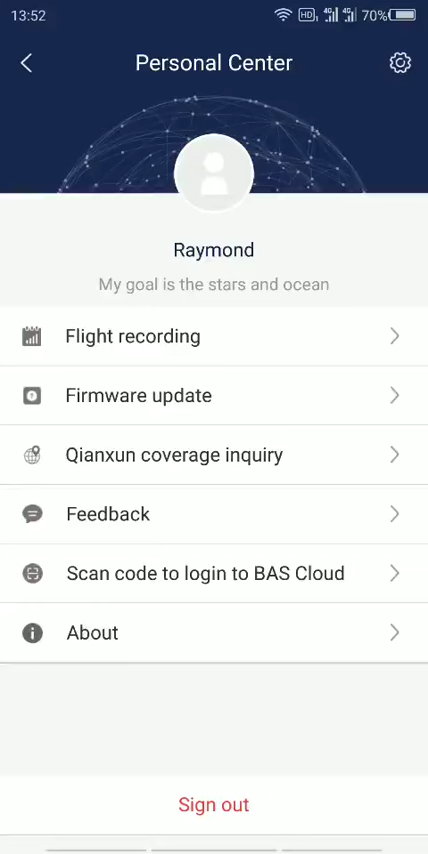 13:52
HD 4G 4G 70%
Personal Center
Raymond
My goal is the stars and ocean
Flight recording
Firmware update
Qianxun coverage inquiry
Feedback
Scan code to login to BAS Cloud
About
Sign out